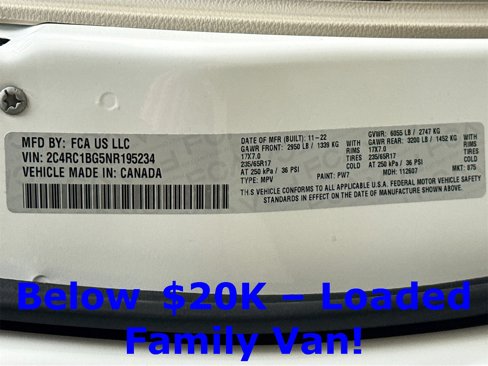 MFD BY: FCA US LLC
VIN: 2C4RC1BG5NR195234
VEHICLE MADE IN: CANADA
DATE OF MFR (BUILT): 11-22
GVWR: 6055 LB / 2747 KG
GAWR FRONT: 2950 LB / 1339 KG WITH
GAWR REAR: 3200 LB / 1452 KG WITH
17X7.0 RIMS
17X7.0 RIMS
235/65R17 TIRES
235/65R17 TIRES
AT 250 kPa / 36 PSI COLD
AT 250 kPa / 36 PSI COLD
TYPE: MPV
PAINT: PW7
MDH: 112607
MKT: 875
THIS VEHICLE CONFORMS TO ALL APPLICABLE U.S.A. FEDERAL MOTOR VEHICLE SAFETY
STANDARDS IN EFFECT ON THE DATE OF MANUFACTURE SHOWN ABOVE.
Below $20K – Loaded
Family Van!